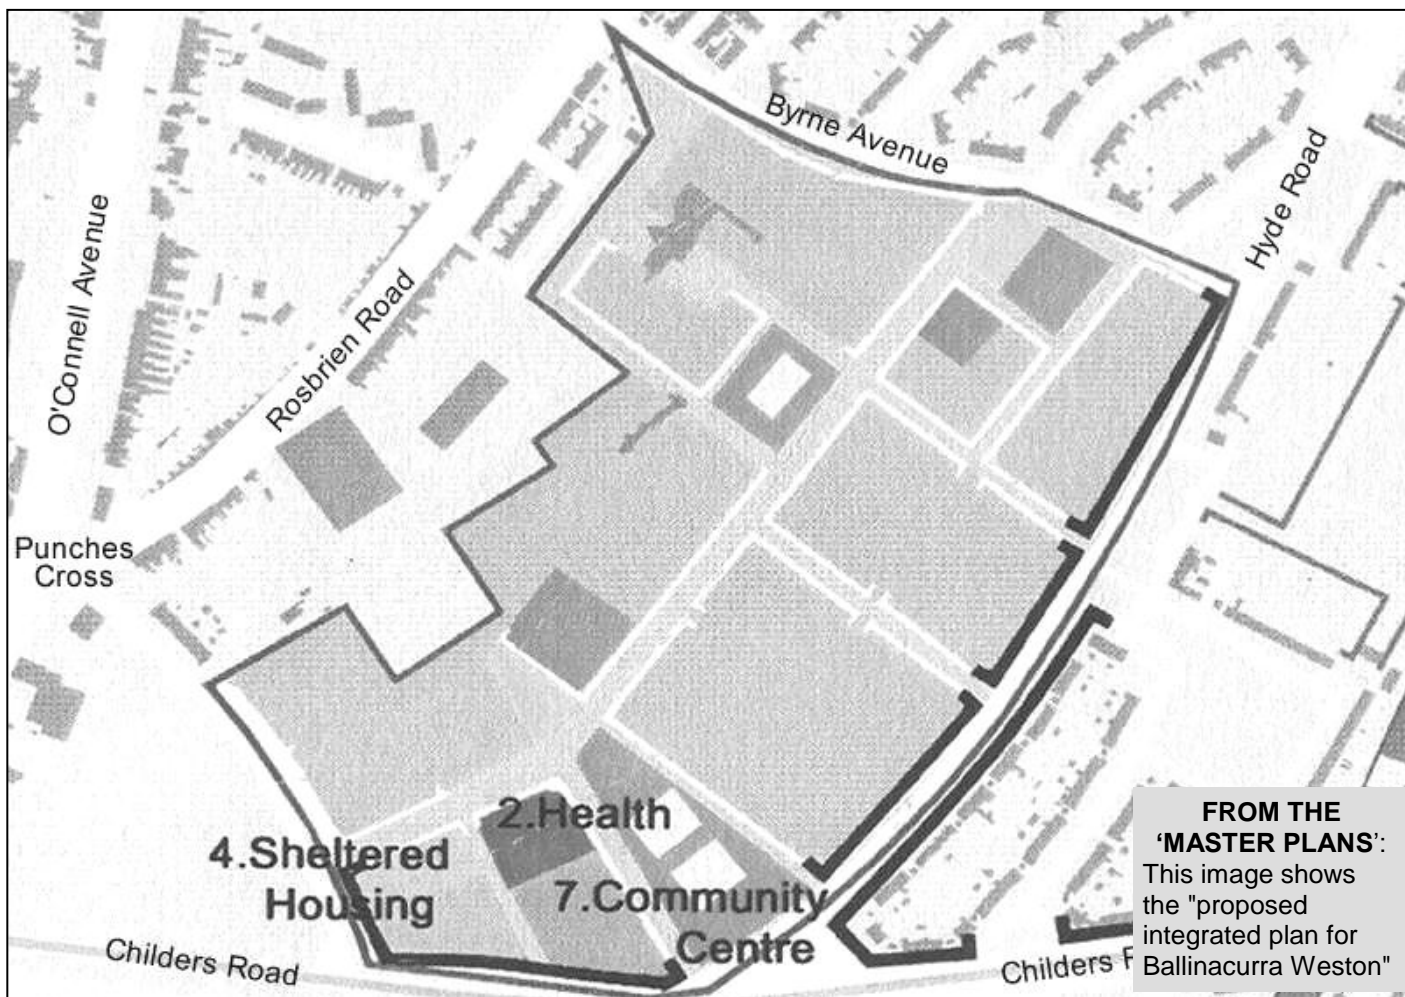 Byrne Avenue
Hyde Road
O'Connell Avenue
Rosbrien Road
Punches
Cross
2.Health
4.Sheltered
Housing
7.Community
Centre
Childers Road
Childers
FROM THE
‘MASTER PLANS’:
This image shows
the "proposed
integrated plan for
Ballinacurra Weston"